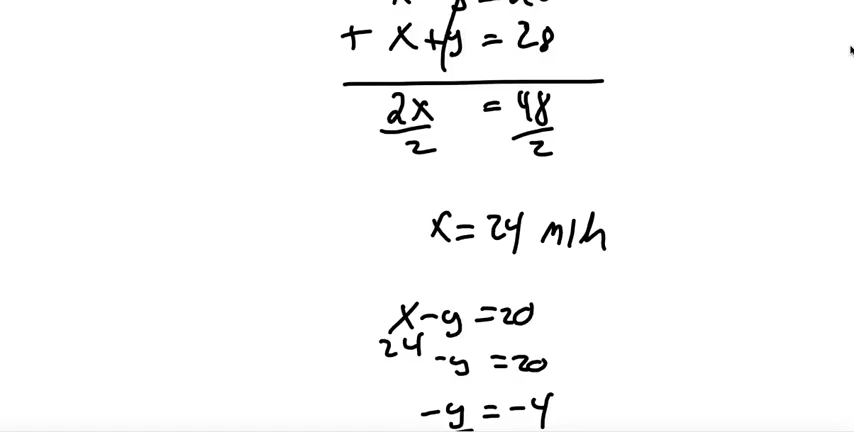 + x+y = 28
2x = 48
2 2
x = 24 m/h
x-y = 20
24 -y = 20
-y = -4